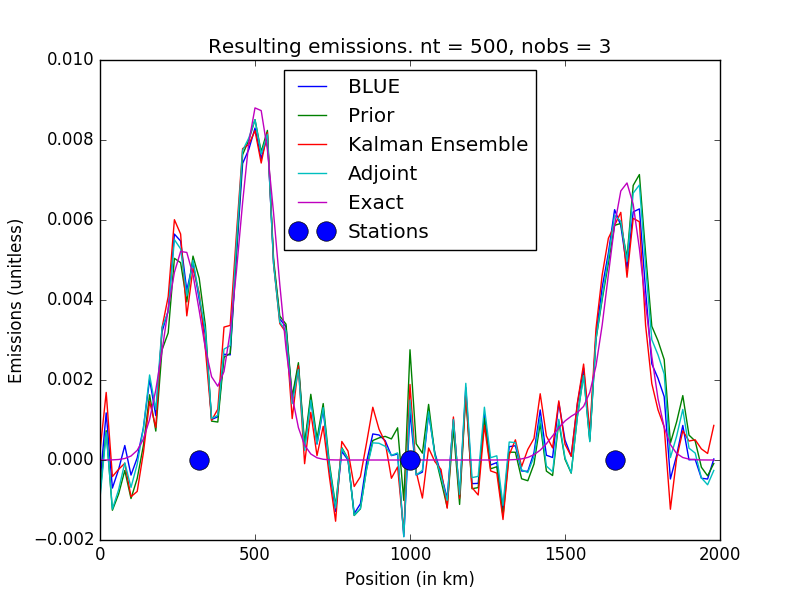 Resulting emissions. nt = 500, nobs = 3
0.010
0.008
0.006
0.004
0.002
0.000
−0.002
Emissions (unitless)
BLUE
Prior
Kalman Ensemble
Adjoint
Exact
Stations
0
500
1000
1500
2000
Position (in km)